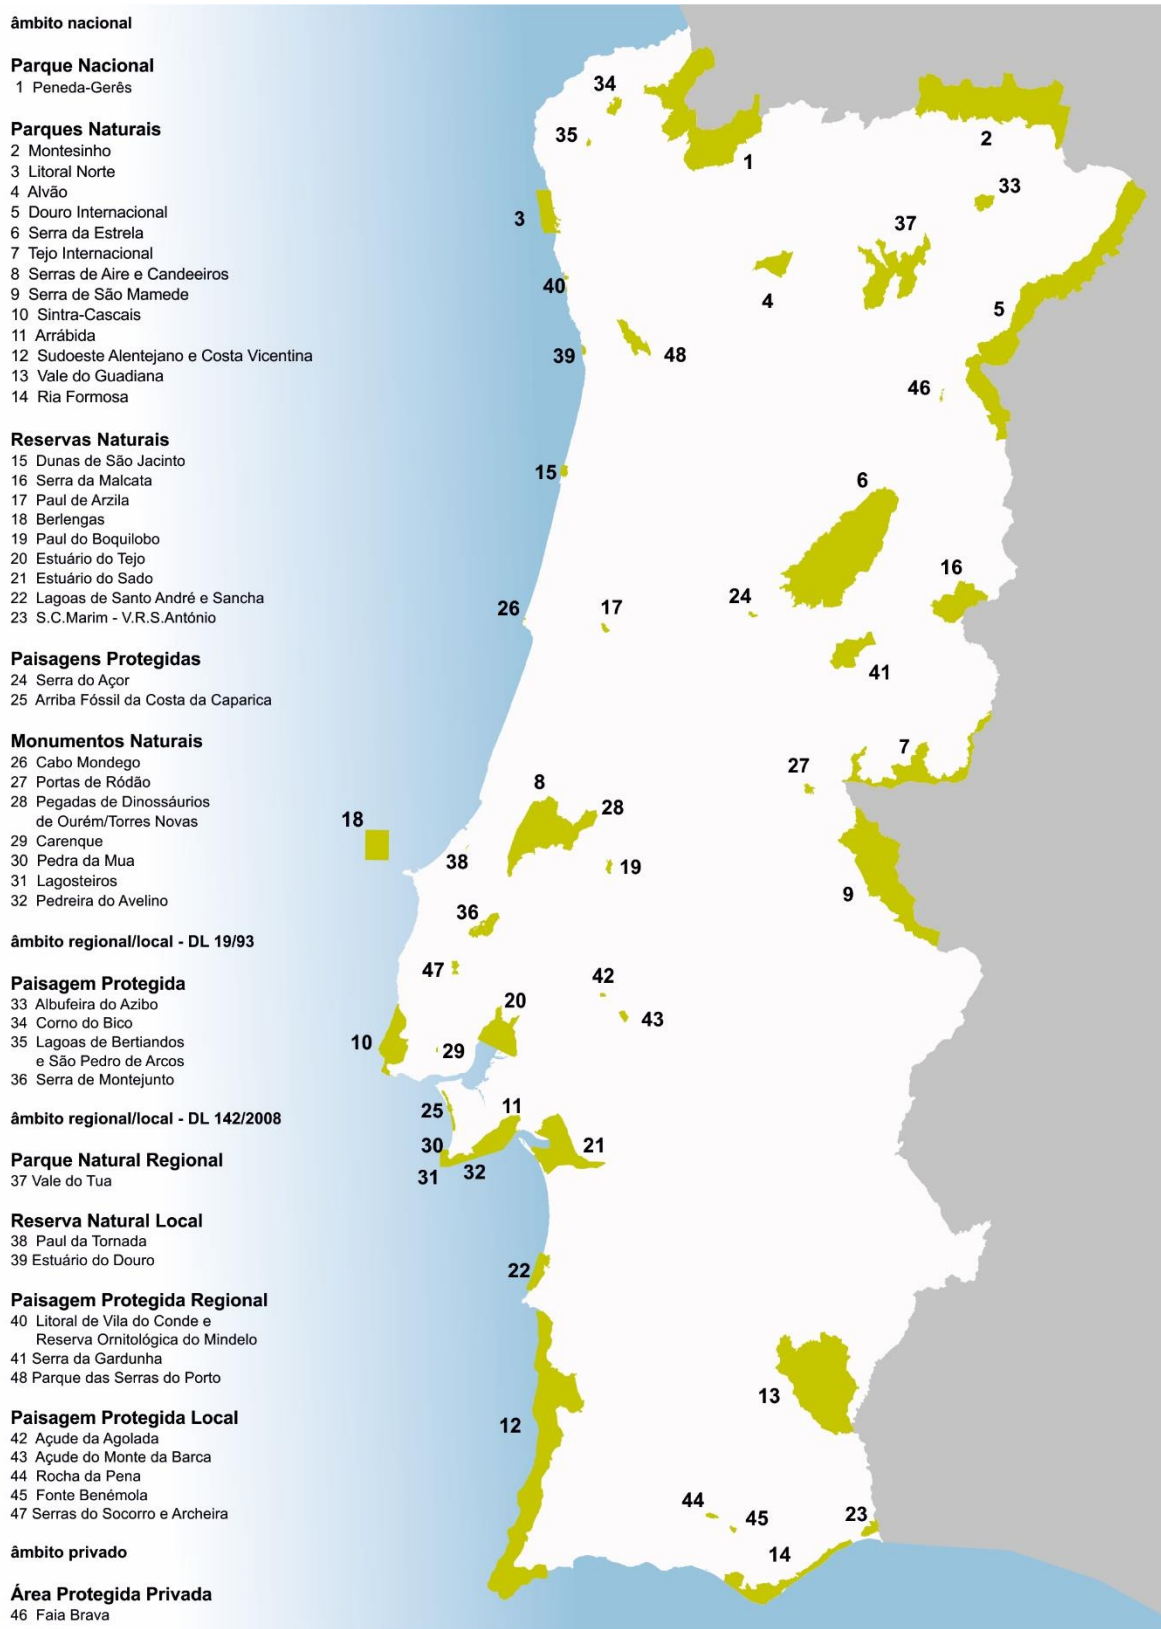 âmbito nacional
Parque Nacional
1 Peneda-Gerês
Parques Naturais
2 Montesinho
3 Litoral Norte
4 Alvão
5 Douro Internacional
6 Serra da Estrela
7 Tejo Internacional
8 Serras de Aire e Candeeiros
9 Serra de São Mamede
10 Sintra-Cascais
11 Arrábida
12 Sudoeste Alentejano e Costa Vicentina
13 Vale do Guadiana
14 Ria Formosa
Reservas Naturais
15 Dunas de São Jacinto
16 Serra da Malcata
17 Paul de Arzila
18 Berlengas
19 Paul do Boquilobo
20 Estuário do Tejo
21 Estuário do Sado
22 Lagoas de Santo André e Sancha
23 S.C.Marim - V.R.S.António
Paisagens Protegidas
24 Serra do Açor
25 Arriba Fóssil da Costa da Caparica
Monumentos Naturais
26 Cabo Mondego
27 Portas de Ródão
28 Pegadas de Dinossáurios
de Ourém/Torres Novas
29 Carenque
30 Pedra da Mua
31 Lagosteiros
32 Pedreira do Avelino
âmbito regional/local - DL 19/93
Paisagem Protegida
33 Albufeira do Azibo
34 Corno do Bico
35 Lagoas de Bertiandos
e São Pedro de Arcos
36 Serra de Montejunto
âmbito regional/local - DL 142/2008
Parque Natural Regional
37 Vale do Tua
Reserva Natural Local
38 Paul da Tornada
39 Estuário do Douro
Paisagem Protegida Regional
40 Litoral de Vila do Conde e
Reserva Ornitológica do Mindelo
41 Serra da Gardunha
48 Parque das Serras do Porto
Paisagem Protegida Local
42 Açude da Agolada
43 Açude do Monte da Barca
44 Rocha da Pena
45 Fonte Benémola
47 Serras do Socorro e Archeira
âmbito privado
Área Protegida Privada
46 Faia Brava
34
35
2
1
33
3
37
40
4
5
39
48
46
15
6
16
24
26
17
41
7
27
8
28
18
38
19
9
36
47
42
20
43
10
29
25
11
30
21
31
32
22
13
12
44
45
23
14